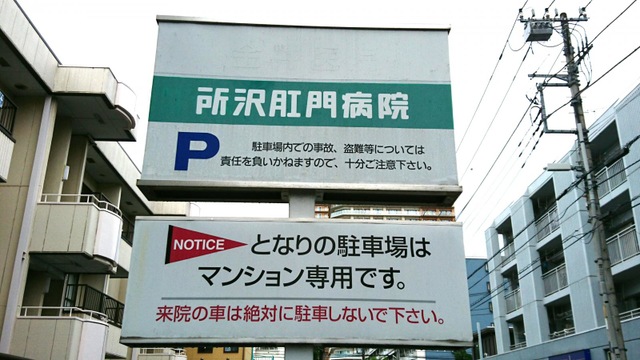 所沢肛門病院
P
駐車場内での事故、盗難等については
責任を負いかねますので、十分ご注意下さい。
NOTICE となりの駐車場は
マンション専用です。
来院の車は絶対に駐車しないで下さい。